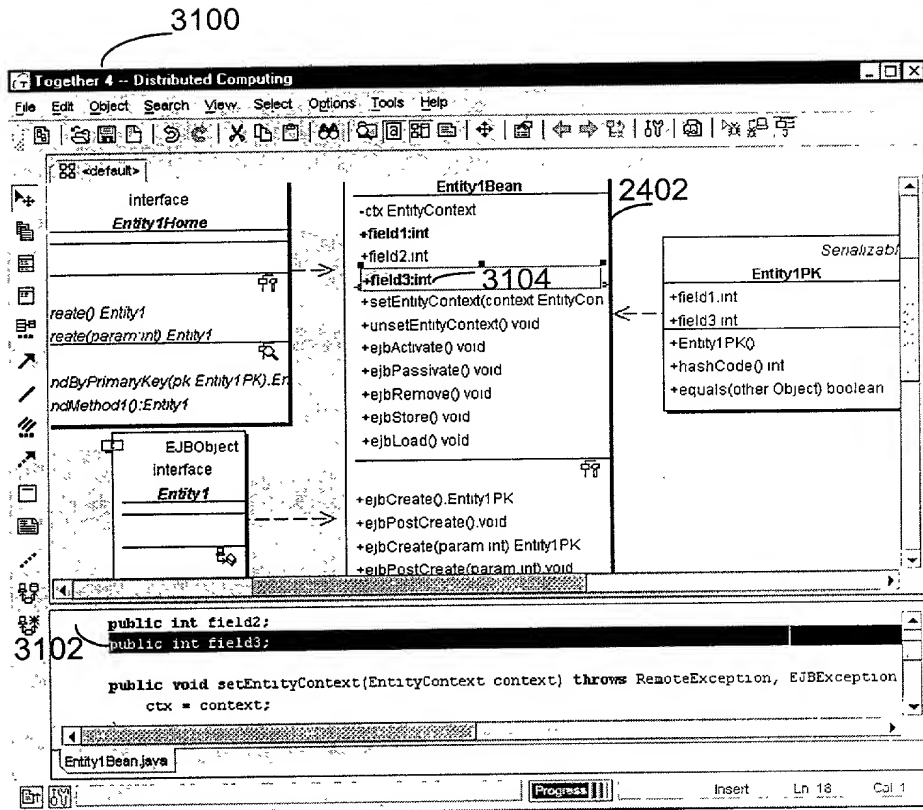 3100
Together 4 -- Distributed Computing
File Edit Object Search View Select Options Tools Help
<default>
interface
Entity1Home
reate() Entity1
reate(param:int) Entity1
ndByPrimaryKey(pk Entity1PK).En
ndMethod1():Entity1
EJBObject
interface
Entity1
Entity1Bean
-ctx EntityContext
+field1:int
+field2.int
+field3:int
3104
+setEntityContext(context EntityCon
+unsetEntityContext() void
+ejbActivate() void
+ejbPassivate() void
+ejbRemove() void
+ejbStore() void
+ejbLoad() void
+ejbCreate().Entity1PK
+ejbPostCreate().void
+ejbCreate(param int) Entity1PK
+ejbPostCreate(param.int).void
2402
Serializabl
Entity1PK
+field1.int
+field3 int
+Entity1PK()
+hashCode() int
+equals(other Object) boolean
3102
public int field2;
public int field3;
public void setEntityContext(EntityContext context) throws RemoteException, EJBException
ctx = context;
Entity1Bean.java
Progress
Insert Ln 18 Col 1